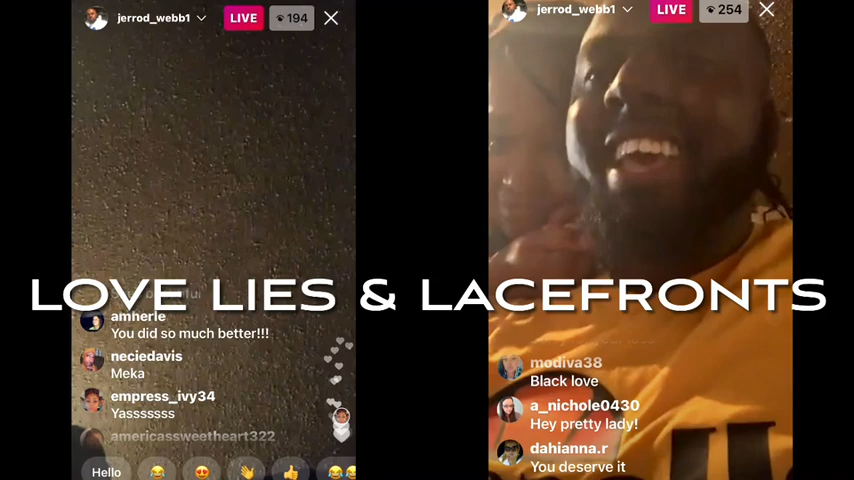 jerrod_webb1
LIVE
194
amherle
You did so much better!!!
neciedavis
Meka
empress_ivy34
Yasssssss
americassweetheart322
Hello
jerrod_webb1
LIVE
254
LOVE LIES & LACEFRONTS
modiva38
Black love
a_nichole0430
Hey pretty lady!
dahianna.r
You deserve it